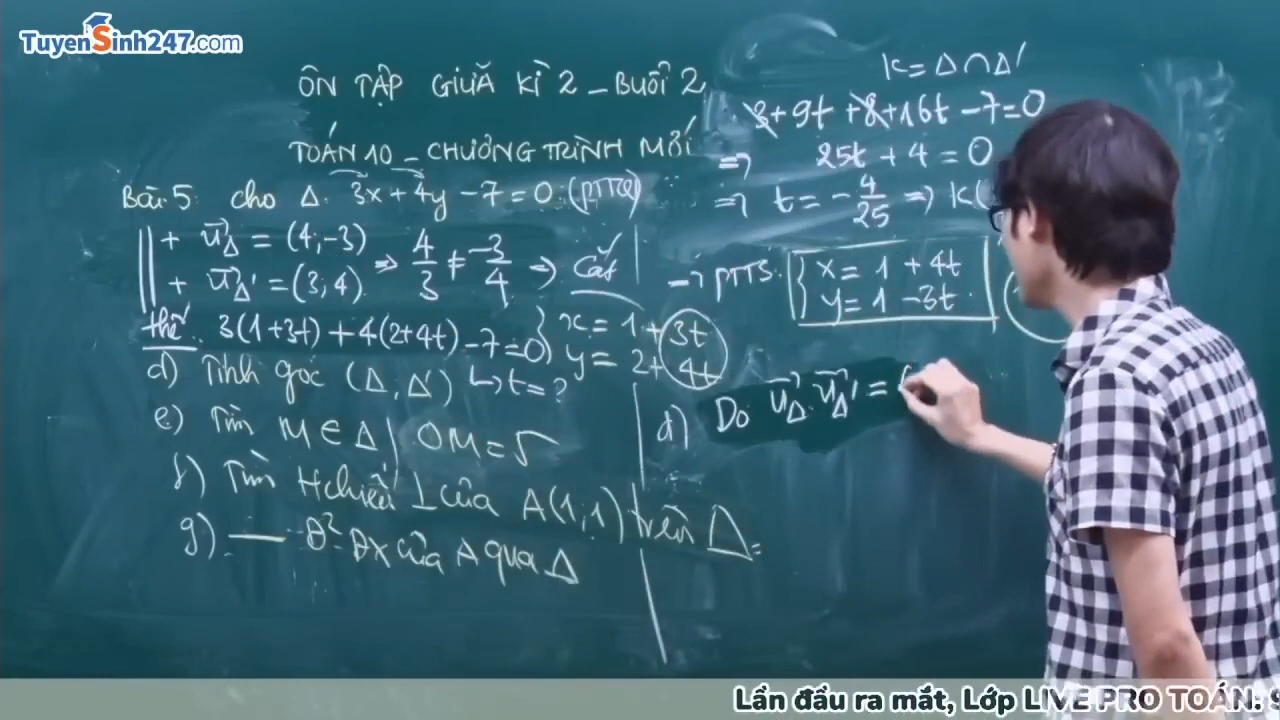 TuyenSinh247.com
ÔN TẬP GIỮA KÌ 2 – BUỔI 2
TOÁN 10 – CHƯƠNG TRÌNH MỚI
Bài 5: cho Δ: 3x + 4y – 7 = 0 (PTTQ)
+ u⃗Δ = (4, –3)
+ u⃗Δ' = (3, 4)
⇒ 4/3 ≠ –3/4 ⇒ Cắt
thế: 3(1+3t) + 4(2+4t) – 7 = 0
↳ t = ?
{ x = 1 + 3t
y = 2 + 4t
d) Tính góc (Δ, Δ')
e) Tìm M ∈ Δ | OM = 5
f) Tìm H chiếu ⊥ của A(1,1) trên Δ
g) — Đ² ĐX của A qua Δ
K = Δ ∩ Δ'
3 + 9t + 8 + 16t – 7 = 0
⇒ 25t + 4 = 0
⇒ t = –4/25 ⇒ K(
→ PTTS: { x = 1 + 4t
y = 1 – 3t
d) Do u⃗Δ . u⃗Δ' =
Lần đầu ra mắt, Lớp LIVE PRO TOÁN: